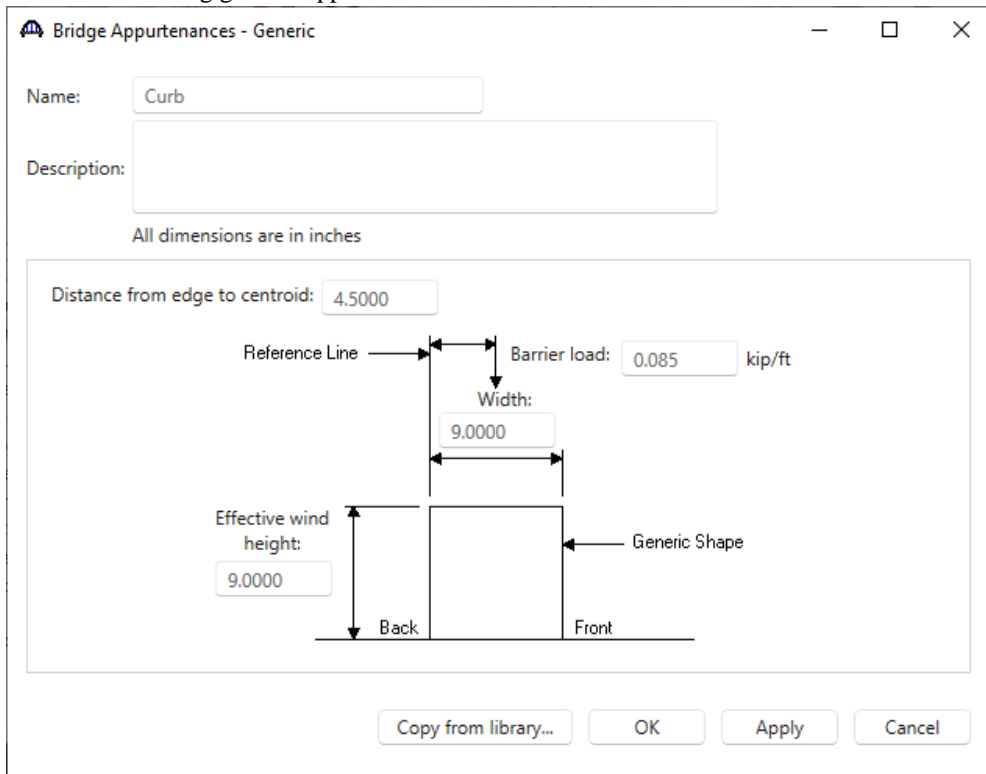 Bridge Appurtenances - Generic
Name: Curb
Description:
All dimensions are in inches
Distance from edge to centroid: 4.5000
Reference Line Barrier load: 0.085 kip/ft
Width:
9.0000
Effective wind
height:
Generic Shape
9.0000
Back Front
Copy from library... OK Apply Cancel